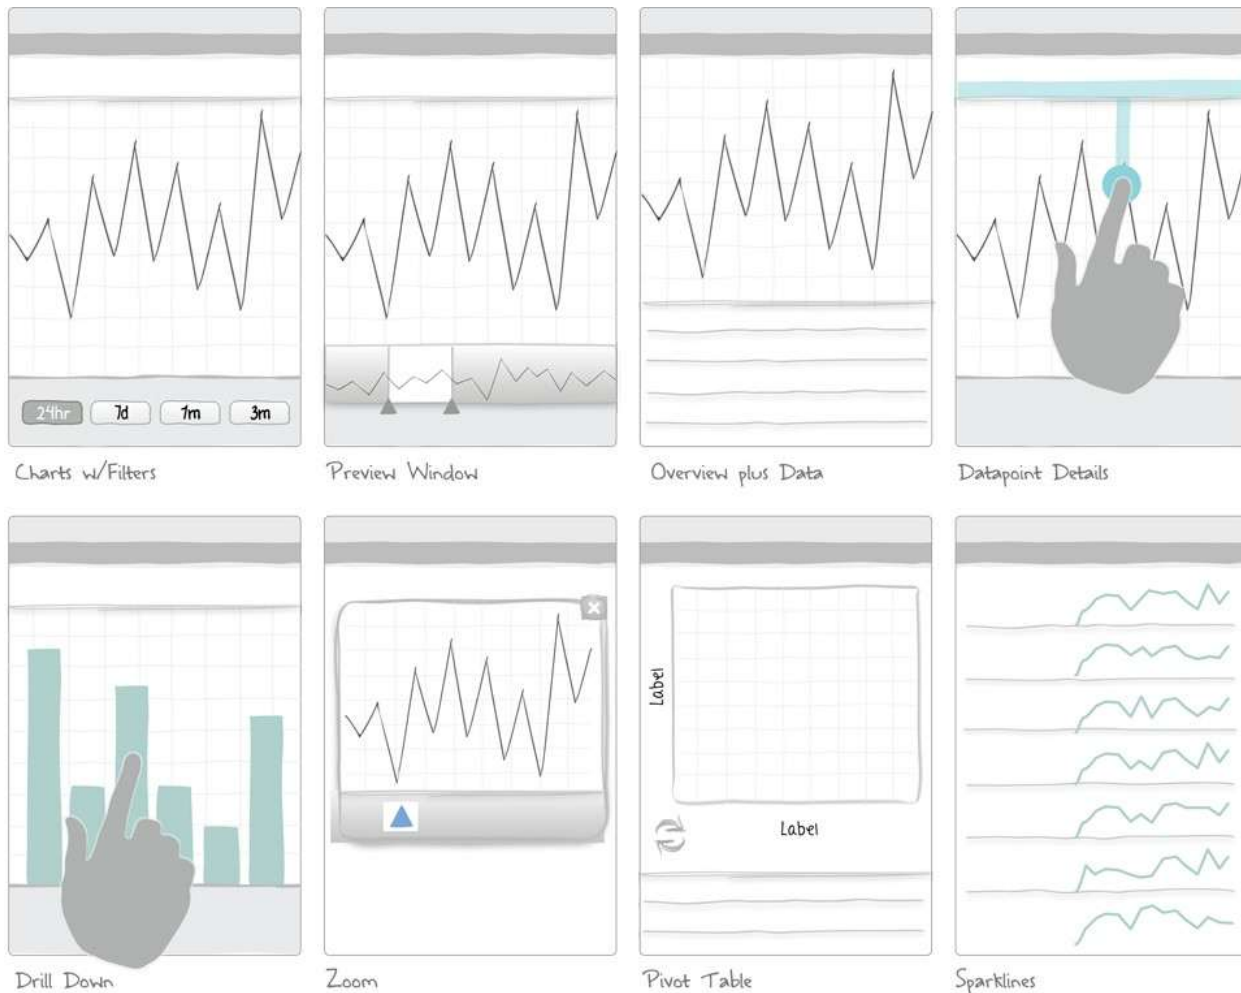 24hr 7d 1m 3m
Charts w/Filters
Preview Window
Overview plus Data
Datapoint Details
Label
Label
Drill Down
Zoom
Pivot Table
Sparklines